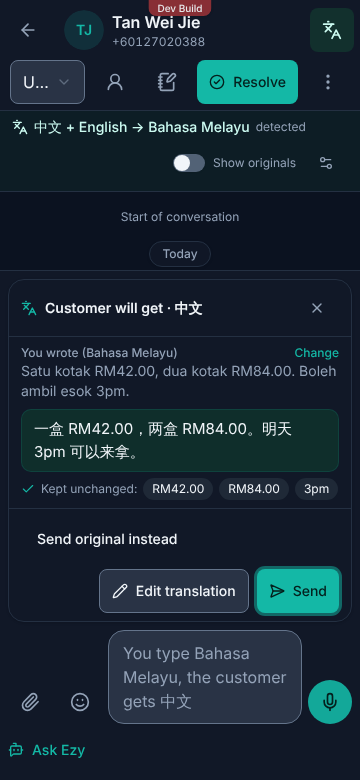 Dev Build
TJ
Tan Wei Jie
+60127020388
U...
Resolve
中文 + English → Bahasa Melayu detected
Show originals
Start of conversation
Today
Customer will get · 中文
You wrote (Bahasa Melayu)
Change
Satu kotak RM42.00, dua kotak RM84.00. Boleh
ambil esok 3pm.
一盒 RM42.00，两盒 RM84.00。明天
3pm 可以来拿。
Kept unchanged: RM42.00 RM84.00 3pm
Send original instead
Edit translation
Send
You type Bahasa
Melayu, the customer
gets 中文
Ask Ezy